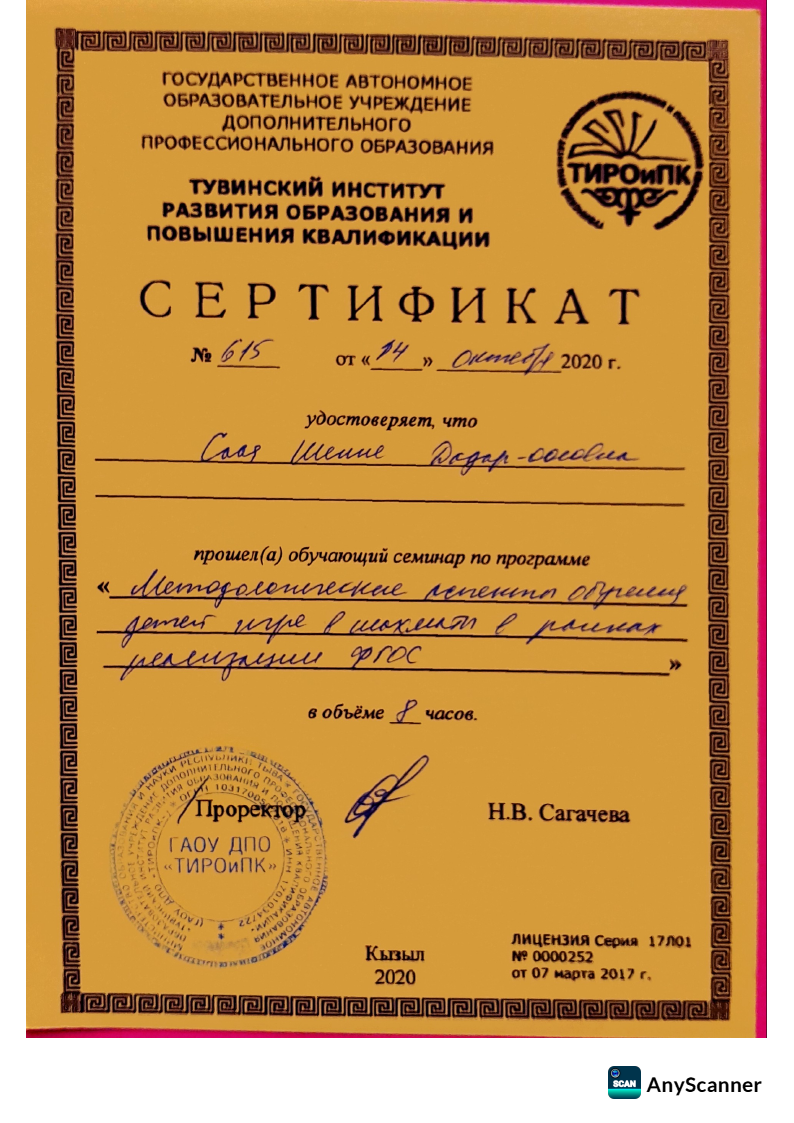 ГОСУДАРСТВЕННОЕ АВТОНОМНОЕ
ОБРАЗОВАТЕЛЬНОЕ УЧРЕЖДЕНИЕ
ДОПОЛНИТЕЛЬНОГО
ПРОФЕССИОНАЛЬНОГО ОБРАЗОВАНИЯ
ТИРОиПК
ТУВИНСКИЙ ИНСТИТУТ
РАЗВИТИЯ ОБРАЗОВАНИЯ И
ПОВЫШЕНИЯ КВАЛИФИКАЦИИ
СЕРТИФИКАТ
№ 615 от «14» октября 2020 г.
удостоверяет, что
Саая Шенне Дадар-ооловна
прошел(а) обучающий семинар по программе
« Методологические аспекты обучения
детей игре в шахматы в рамках
реализации ФГОС »
в объёме 8 часов.
Проректор Н.В. Сагачева
ГАОУ ДПО
«ТИРОиПК»
Кызыл
2020
ЛИЦЕНЗИЯ Серия 17Л01
№ 0000252
от 07 марта 2017 г.
SCAN AnyScanner